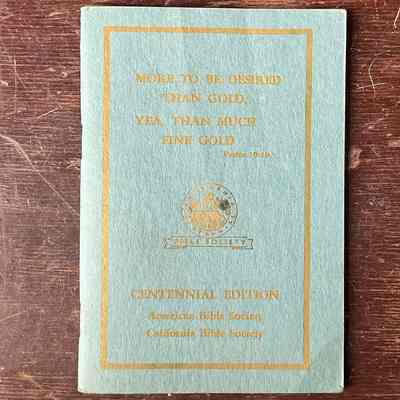 MORE TO BE DESIRED
THAN GOLD,
YEA, THAN MUCH
FINE GOLD
Psalm 19:10
BIBLE SOCIETY
CENTENNIAL EDITION
American Bible Society
California Bible Society